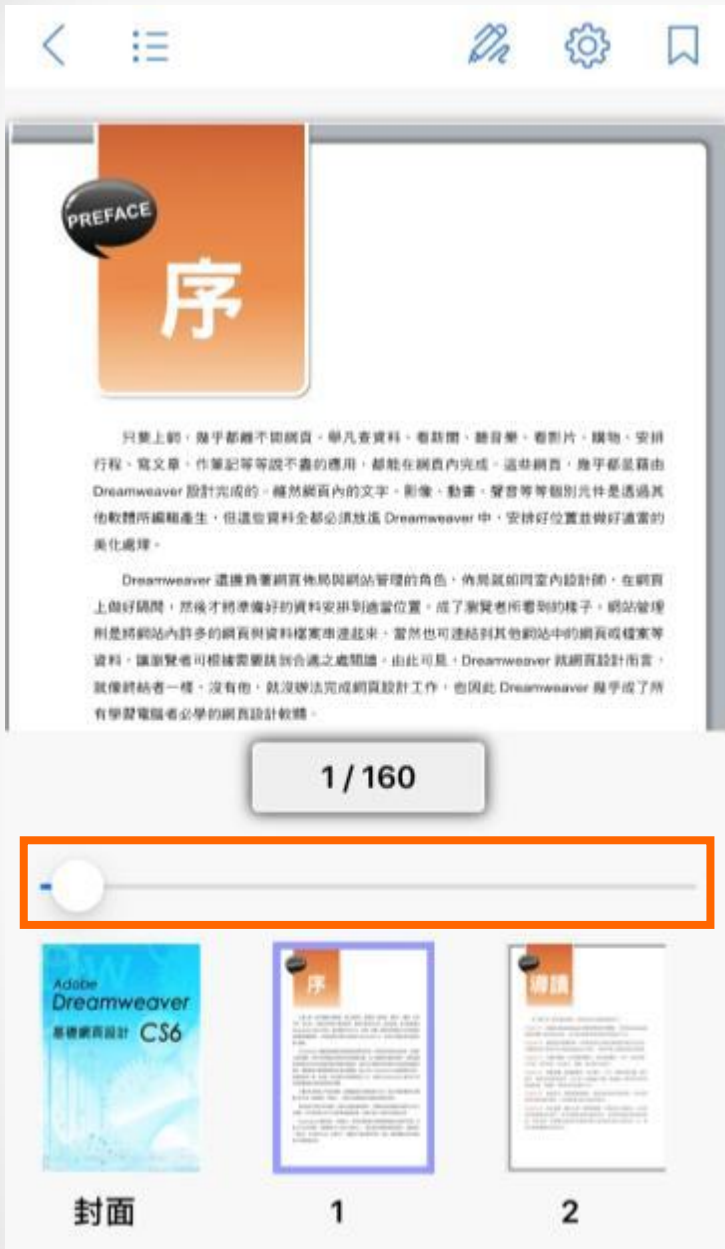 PREFACE
序
只要上網，幾乎都離不開網頁，舉凡查資料、看新聞、聽音樂、看影片、購物、安排
行程、寫文章、作筆記等等說不盡的應用，都能在網頁內完成。這些網頁，幾乎都是藉由
Dreamweaver 設計完成的。雖然網頁內的文字、影像、動畫、聲音等等個別元件是透過其
他軟體所編輯產生，但這些資料全都必須放進 Dreamweaver 中，安排好位置並做好適當的
美化處理。
Dreamweaver 還擔負著網頁佈局與網站管理的角色，佈局就如同室內設計師，在網頁
上做好隔間，然後才將準備好的資料安排到適當位置，成了瀏覽者所看到的樣子。網站管理
則是將網站內許多的網頁與資料檔案串連起來，當然也可連結到其他網站中的網頁或檔案等
資料，讓瀏覽者可根據需要跳到合適之處閱讀。由此可見，Dreamweaver 就網頁設計而言，
就像終結者一樣，沒有他，就沒辦法完成網頁設計工作，也因此 Dreamweaver 幾乎成了所
有學習電腦者必學的網頁設計軟體。
1 / 160
Adobe
Dreamweaver
基礎網頁設計 CS6
序
導讀
封面
1
2